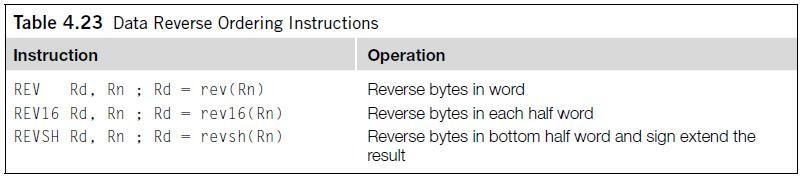 Table 4.23 Data Reverse Ordering Instructions
Instruction Operation
REV Rd, Rn ; Rd = rev(Rn) Reverse bytes in word
REV16 Rd, Rn ; Rd = rev16(Rn) Reverse bytes in each half word
REVSH Rd, Rn ; Rd = revsh(Rn) Reverse bytes in bottom half word and sign extend the
result